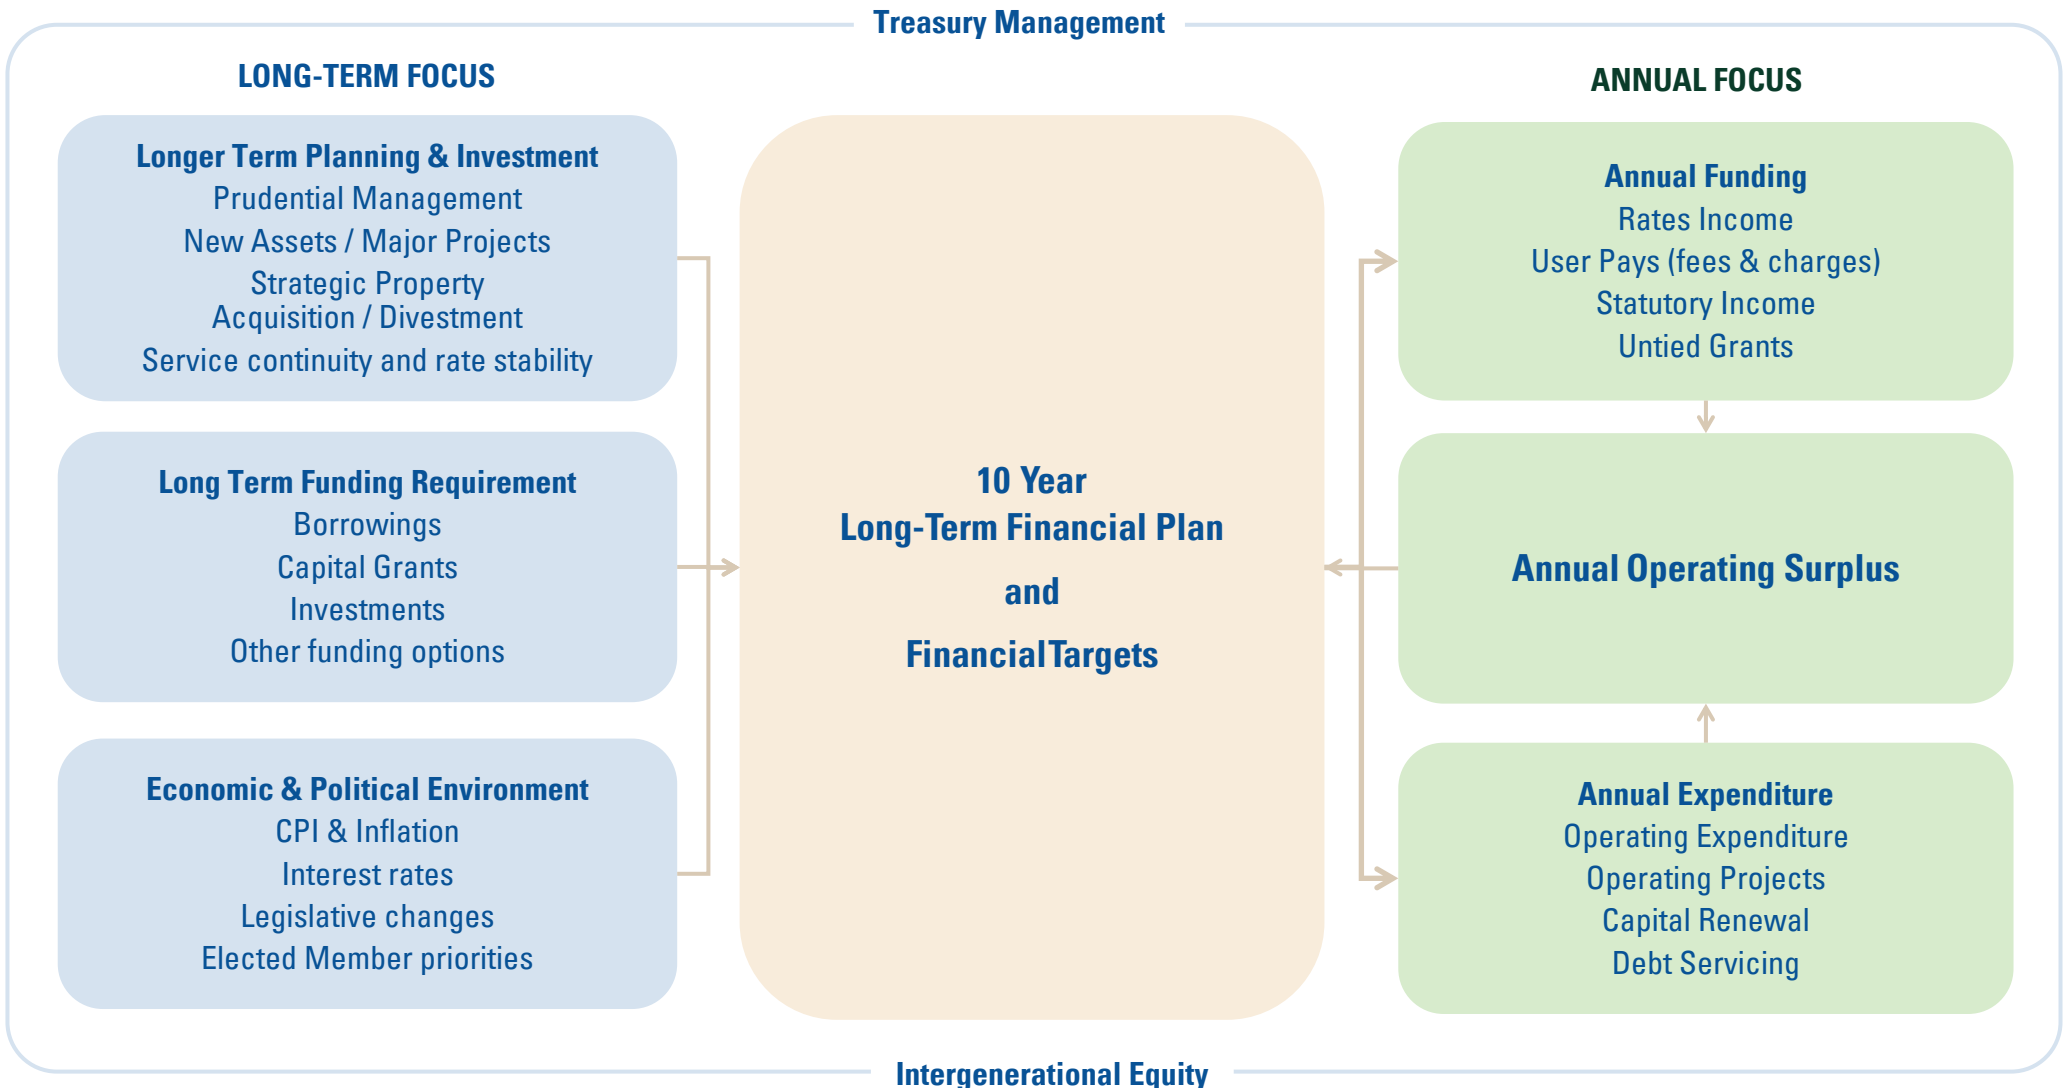 Treasury Management
LONG-TERM FOCUS
Longer Term Planning & Investment
Prudential Management
New Assets / Major Projects
Strategic Property
Acquisition / Divestment
Service continuity and rate stability
Long Term Funding Requirement
Borrowings
Capital Grants
Investments
Other funding options
Economic & Political Environment
CPI & Inflation
Interest rates
Legislative changes
Elected Member priorities
10 Year
Long-Term Financial Plan
and
Financial Targets
ANNUAL FOCUS
Annual Funding
Rates Income
User Pays (fees & charges)
Statutory Income
Untied Grants
Annual Operating Surplus
Annual Expenditure
Operating Expenditure
Operating Projects
Capital Renewal
Debt Servicing
Intergenerational Equity